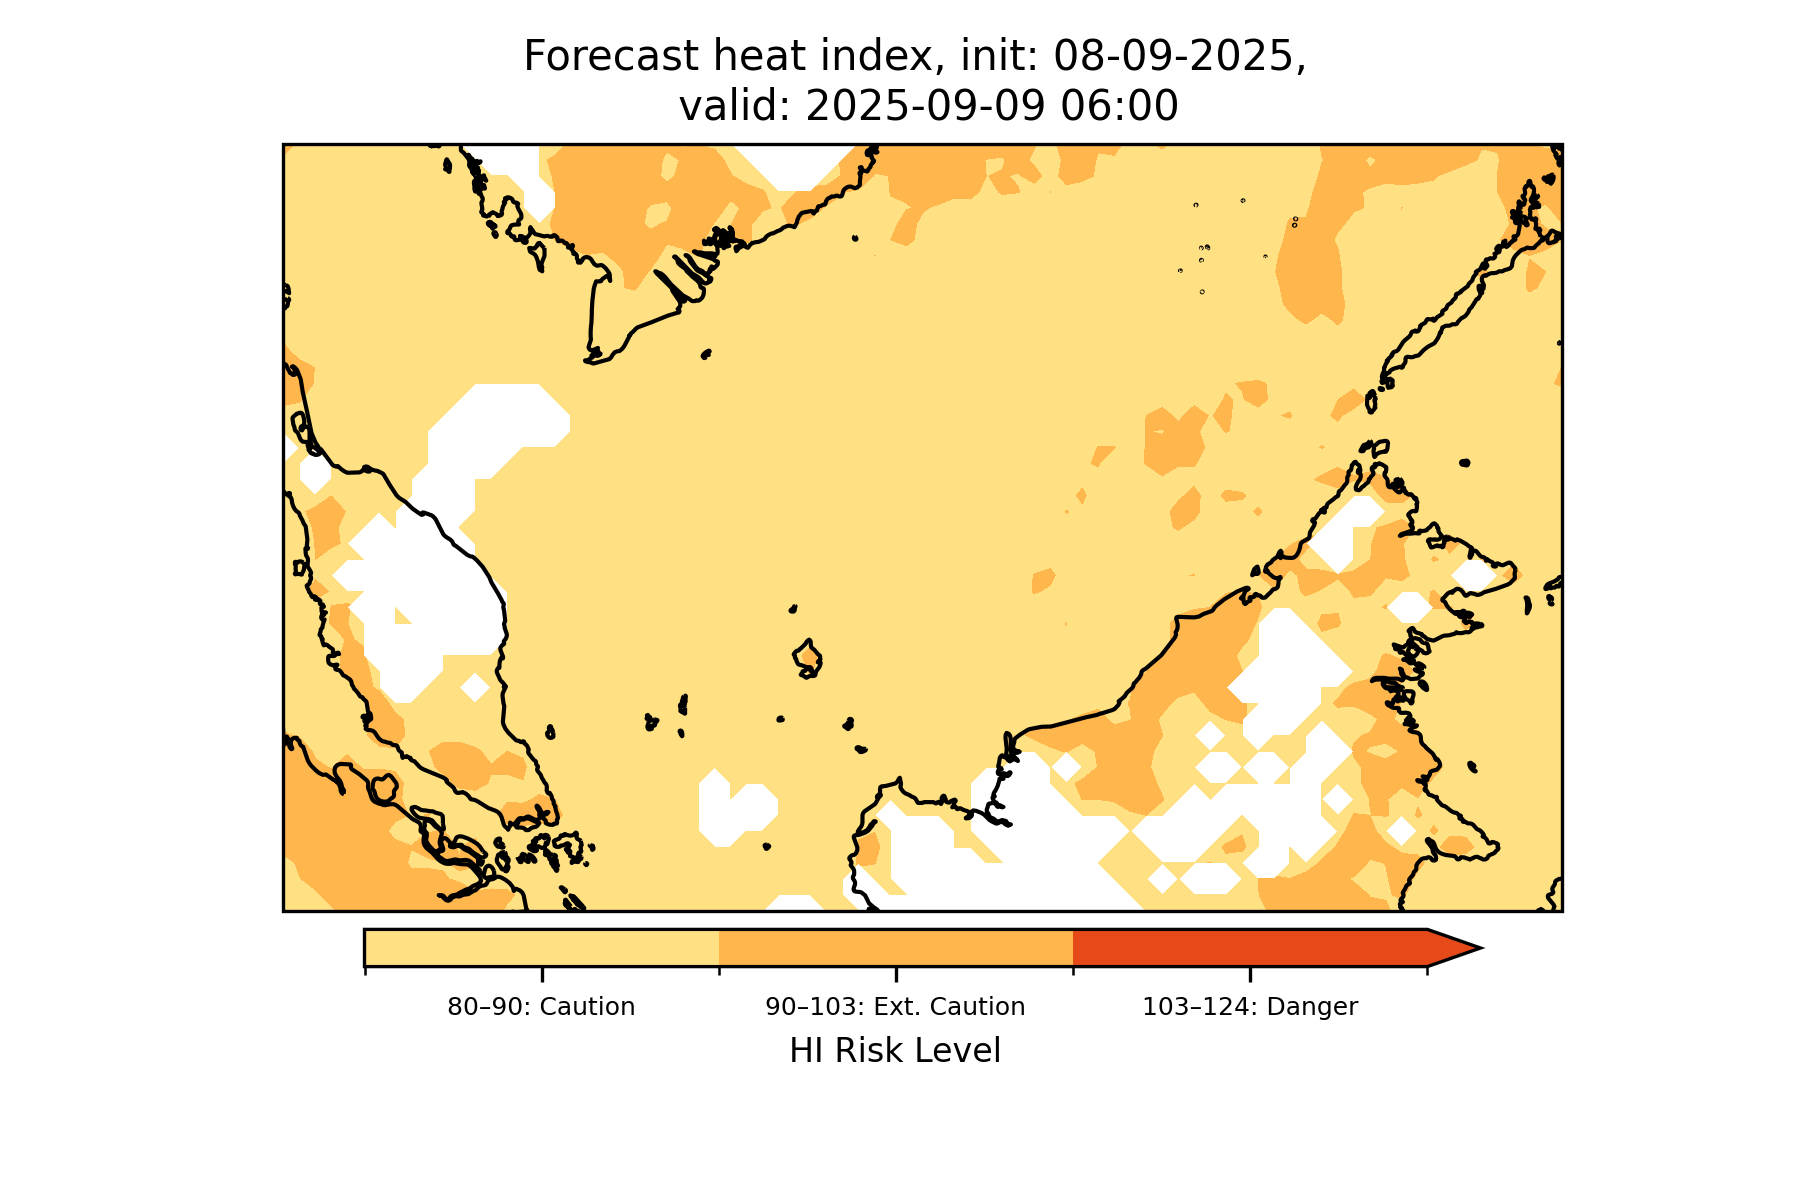 Forecast heat index, init: 08-09-2025,
valid: 2025-09-09 06:00
80–90: Caution
90–103: Ext. Caution
103–124: Danger
HI Risk Level